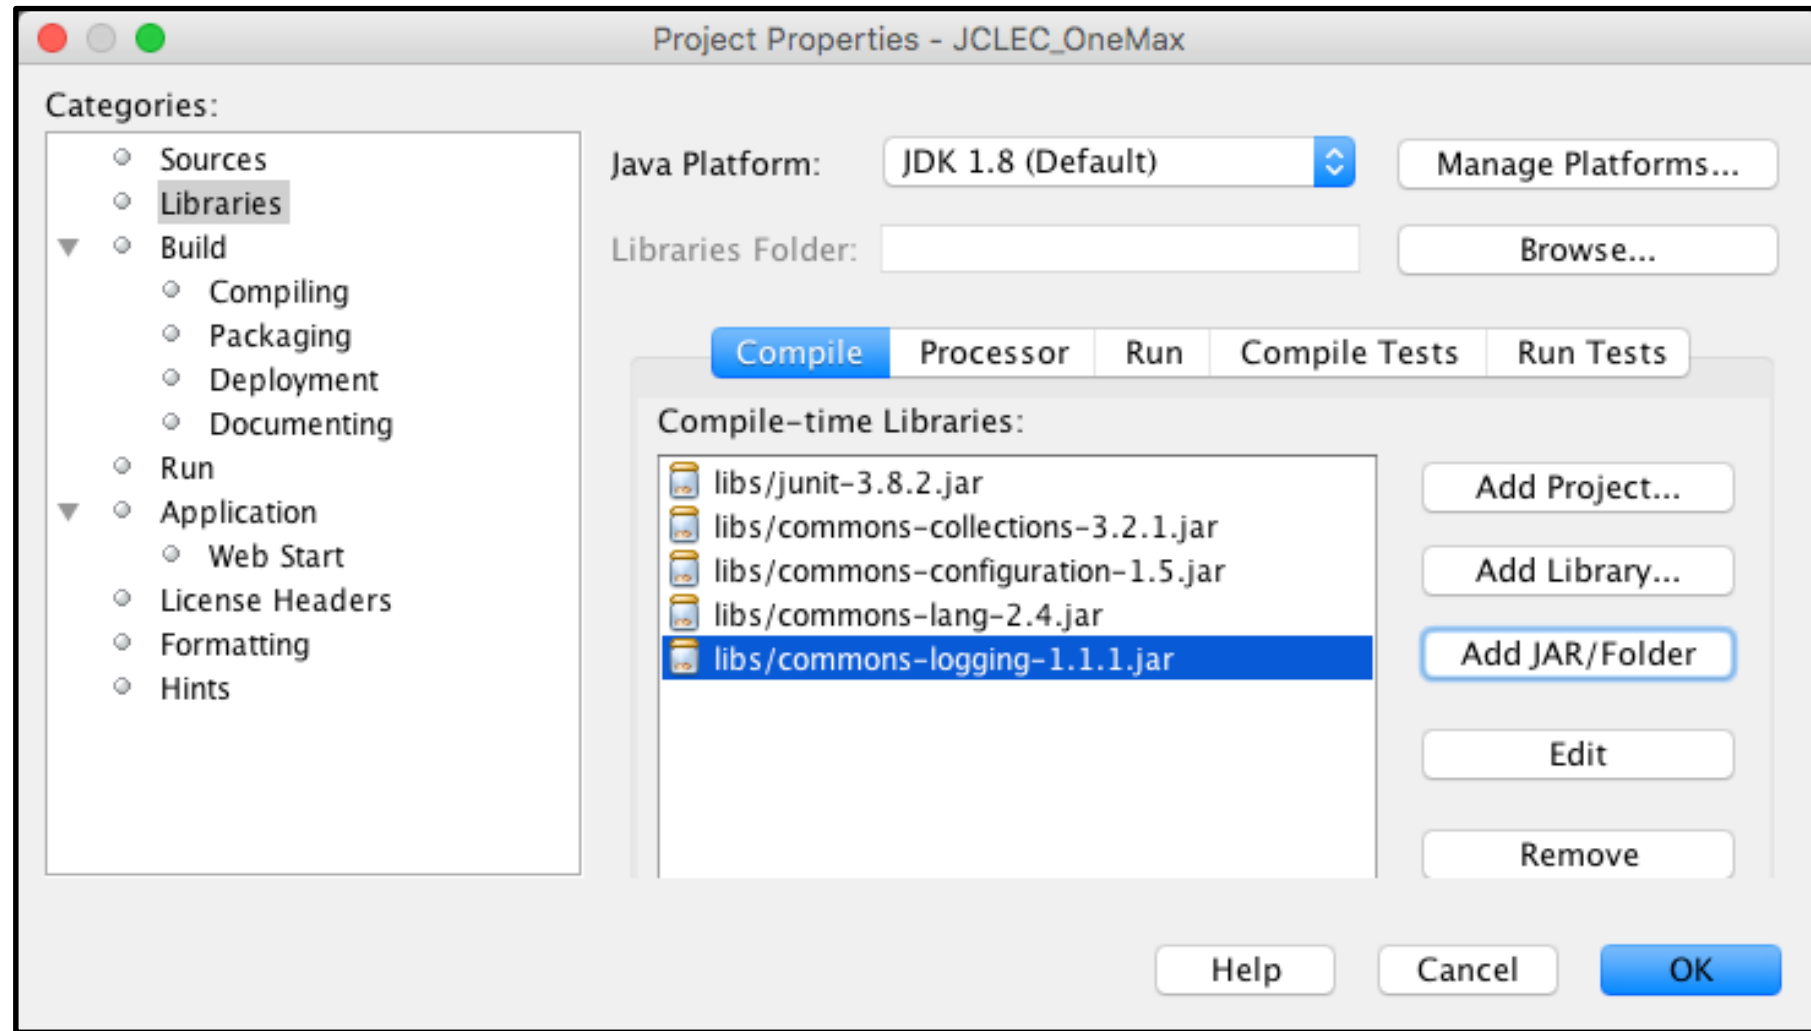 Project Properties - JCLEC_OneMax
Categories:
Sources
Libraries
Build
Compiling
Packaging
Deployment
Documenting
Run
Application
Web Start
License Headers
Formatting
Hints
Java Platform: JDK 1.8 (Default) Manage Platforms...
Libraries Folder: Browse...
Compile Processor Run Compile Tests Run Tests
Compile-time Libraries:
libs/junit-3.8.2.jar
libs/commons-collections-3.2.1.jar
libs/commons-configuration-1.5.jar
libs/commons-lang-2.4.jar
libs/commons-logging-1.1.1.jar
Add Project...
Add Library...
Add JAR/Folder
Edit
Remove
Help Cancel OK